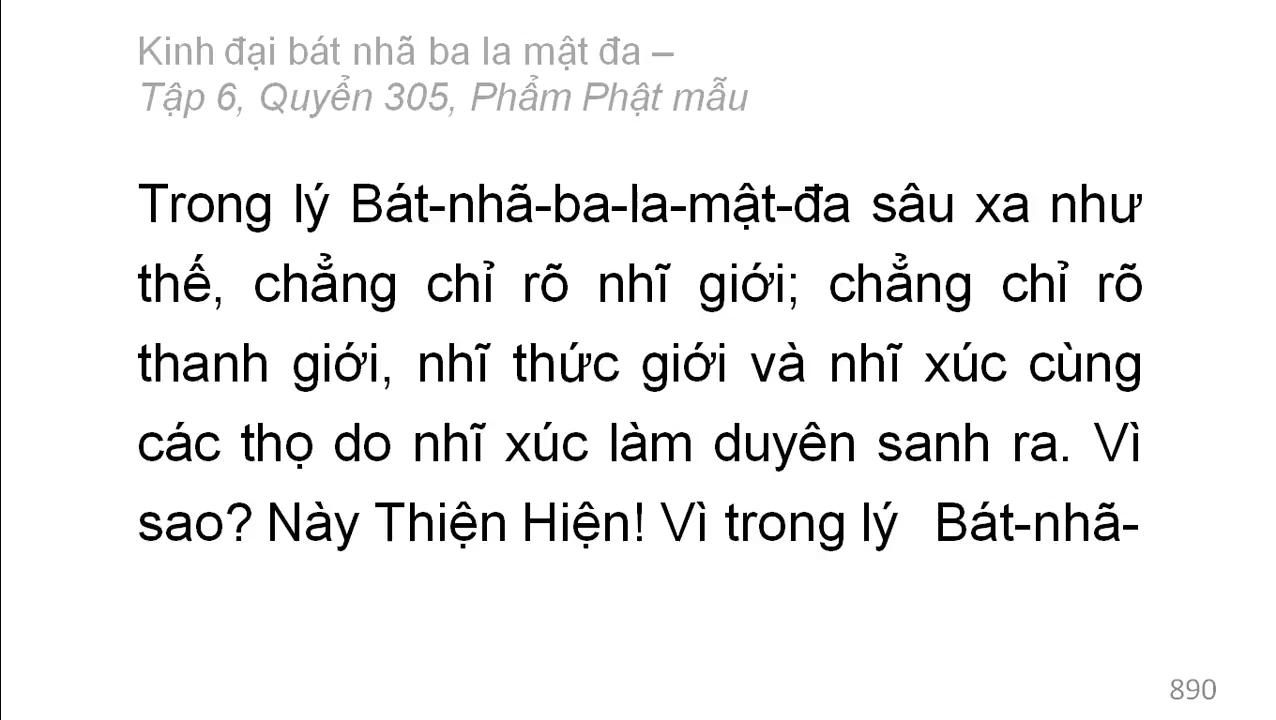 Kinh đại bát nhã ba la mật đa –
Tập 6, Quyển 305, Phẩm Phật mẫu
Trong lý Bát-nhã-ba-la-mật-đa sâu xa như
thế, chẳng chỉ rõ nhĩ giới; chẳng chỉ rõ
thanh giới, nhĩ thức giới và nhĩ xúc cùng
các thọ do nhĩ xúc làm duyên sanh ra. Vì
sao? Này Thiện Hiện! Vì trong lý Bát-nhã-
890